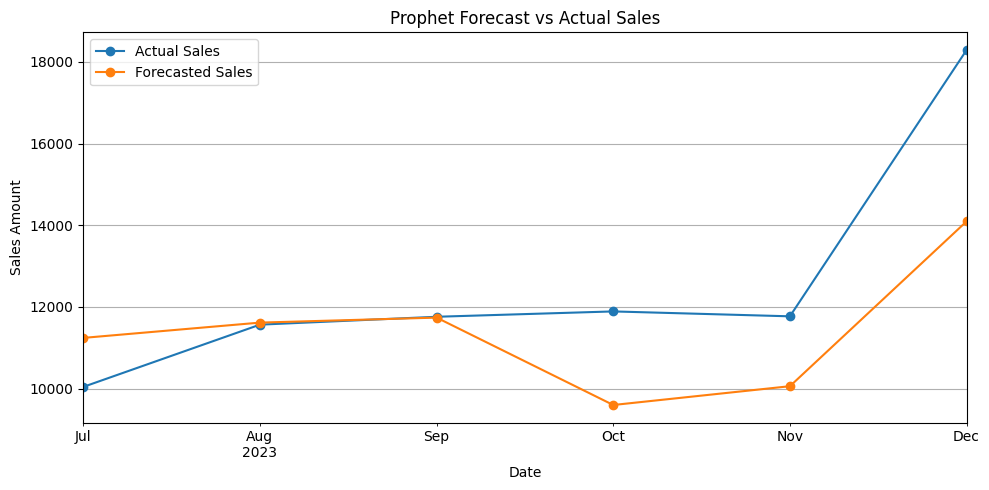 Prophet Forecast vs Actual Sales
Actual Sales
Forecasted Sales
Sales Amount
18000
16000
14000
12000
10000
Jul
Aug
2023
Sep
Oct
Nov
Dec
Date